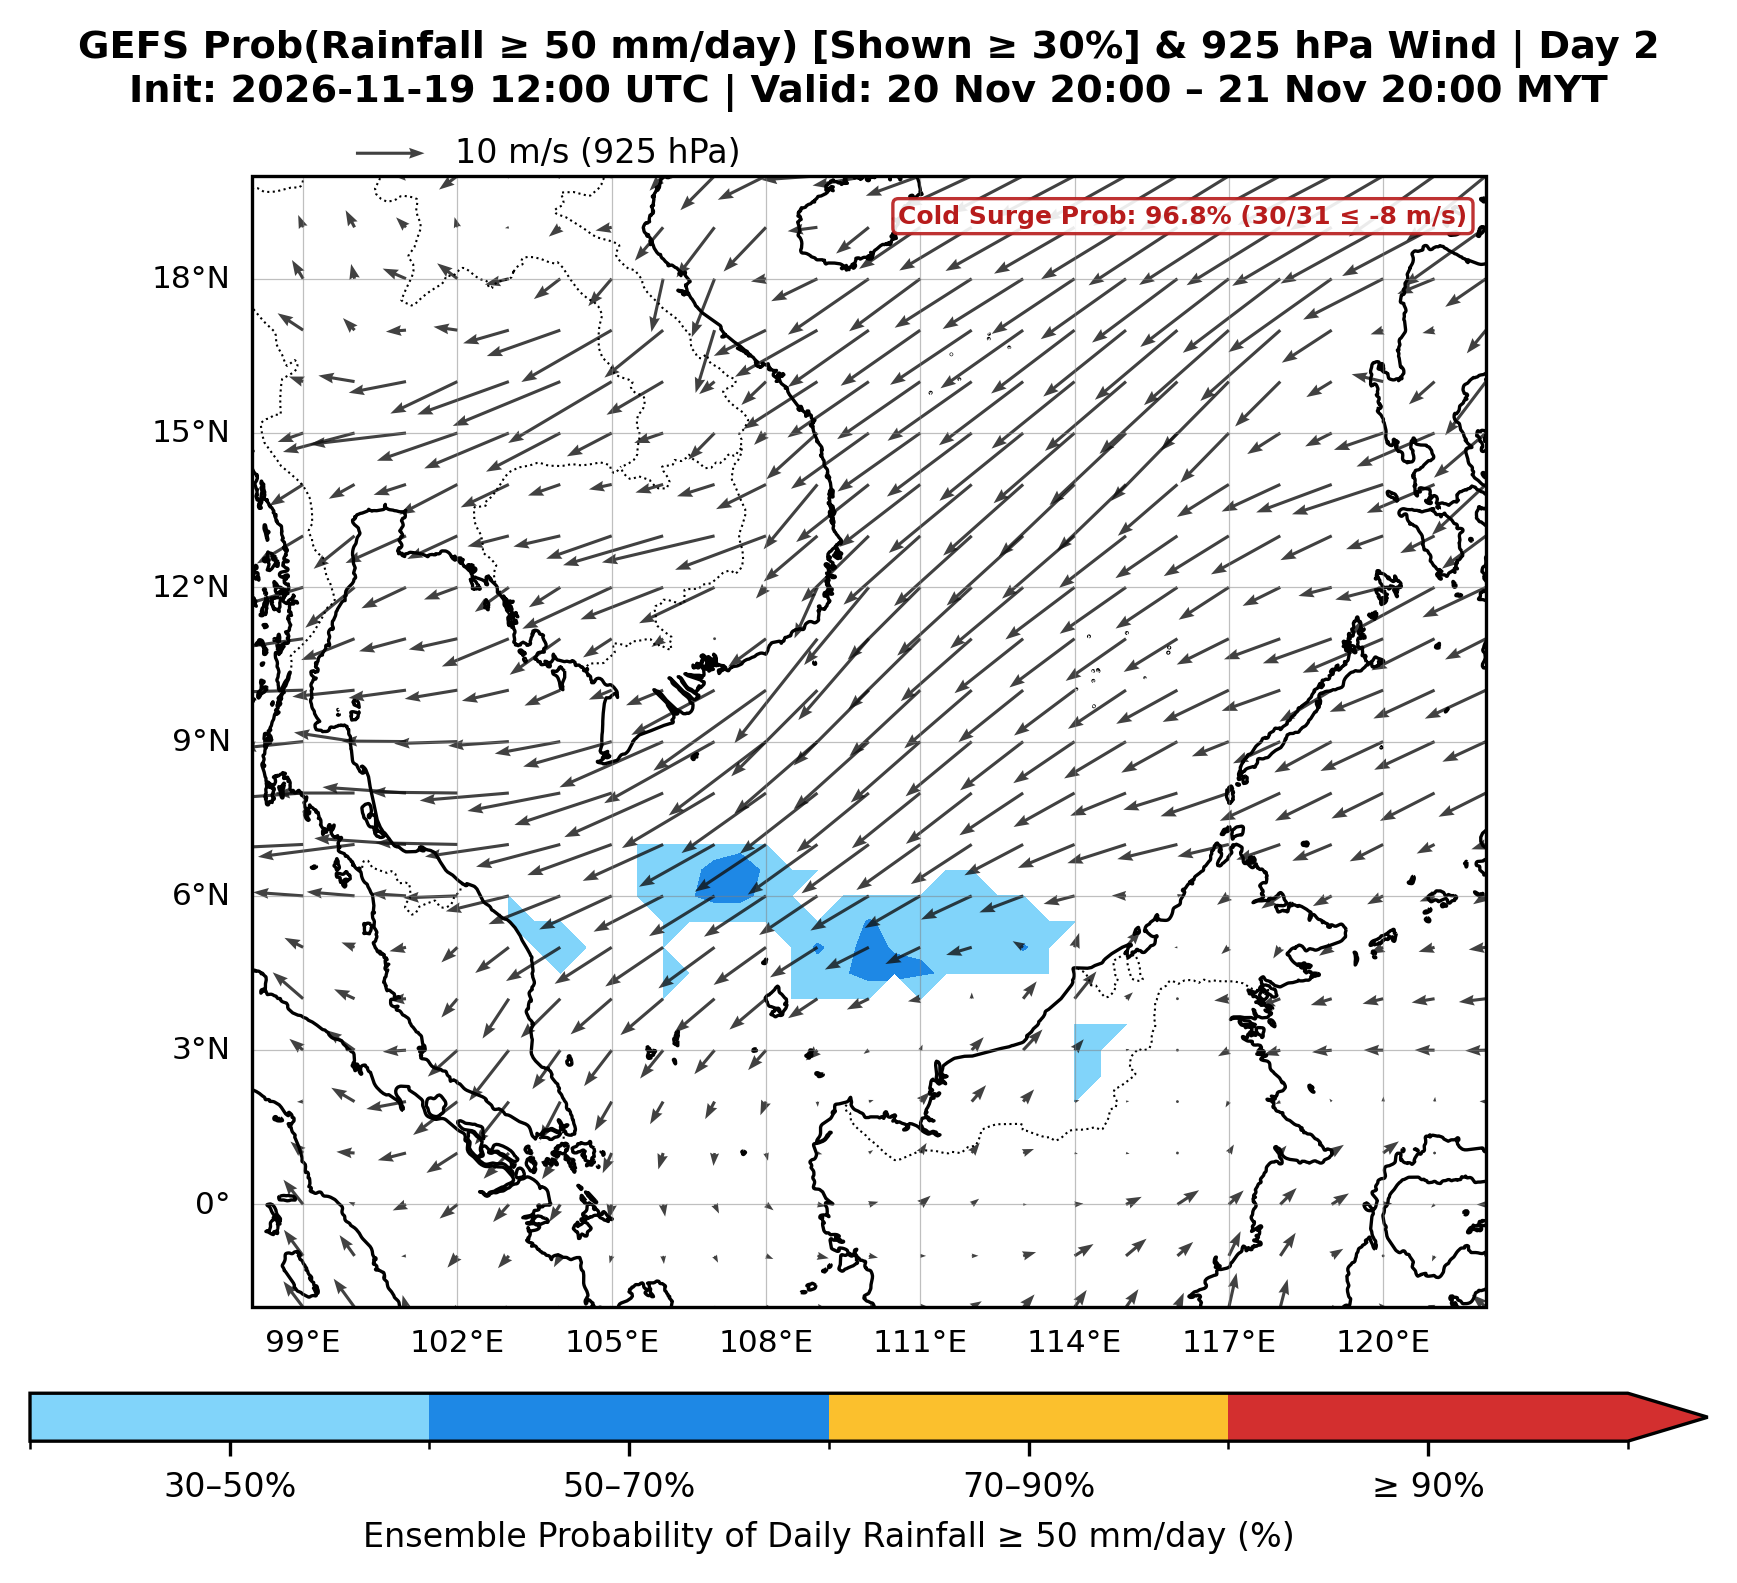 GEFS Prob(Rainfall ≥ 50 mm/day) [Shown ≥ 30%] & 925 hPa Wind | Day 2
Init: 2026-11-19 12:00 UTC | Valid: 20 Nov 20:00 – 21 Nov 20:00 MYT
10 m/s (925 hPa)
Cold Surge Prob: 96.8% (30/31 ≤ -8 m/s)
18°N
15°N
12°N
9°N
6°N
3°N
0°
99°E 102°E 105°E 108°E 111°E 114°E 117°E 120°E
30–50% 50–70% 70–90% ≥ 90%
Ensemble Probability of Daily Rainfall ≥ 50 mm/day (%)